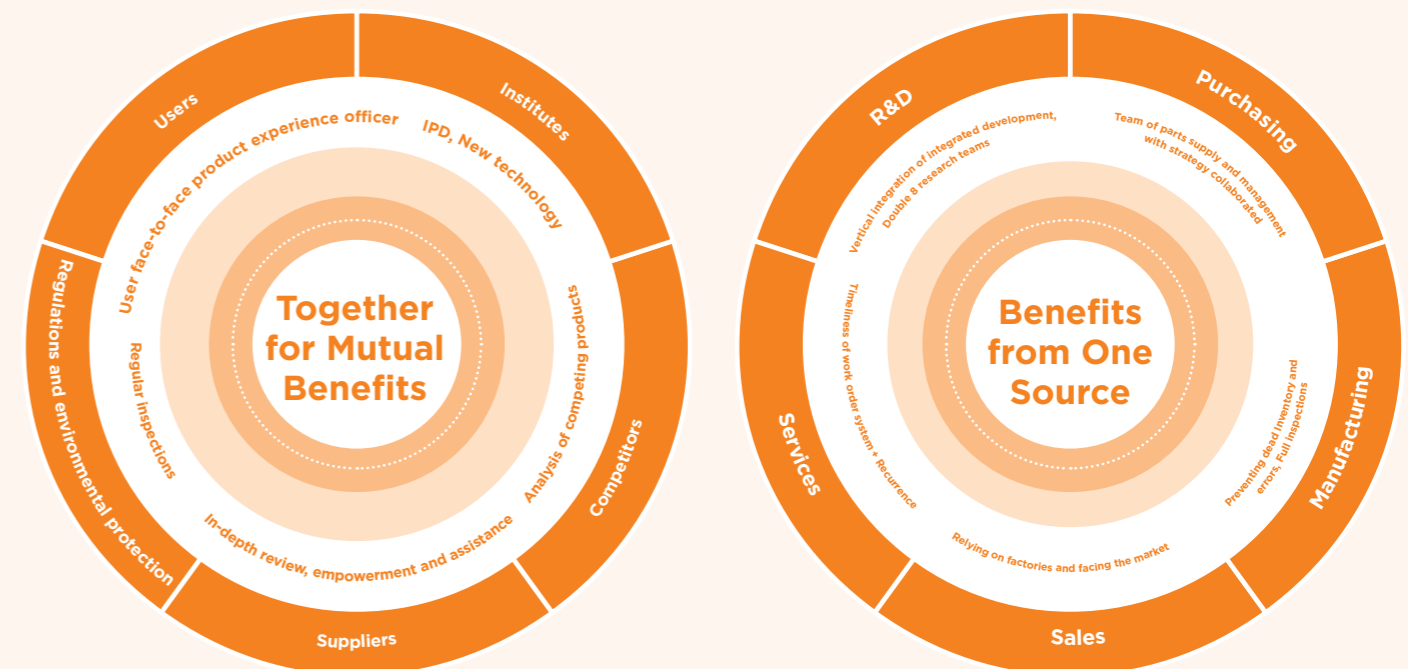 Users
Institutes
Competitors
Suppliers
Regulations and environmental protection
User face-to-face product experience officer
IPD, New technology
Analysis of competing products
In-depth review, empowerment and assistance
Regular inspections
Together
for Mutual
Benefits
R&D
Purchasing
Manufacturing
Sales
Services
Vertical integration of integrated development,
Double 8 research teams
Team of parts supply and management
with strategy collaborated
Preventing dead Inventory and
errors, Full inspections
Relying on factories and facing the market
Timeliness of work order system + Recurrence
Benefits
from One
Source